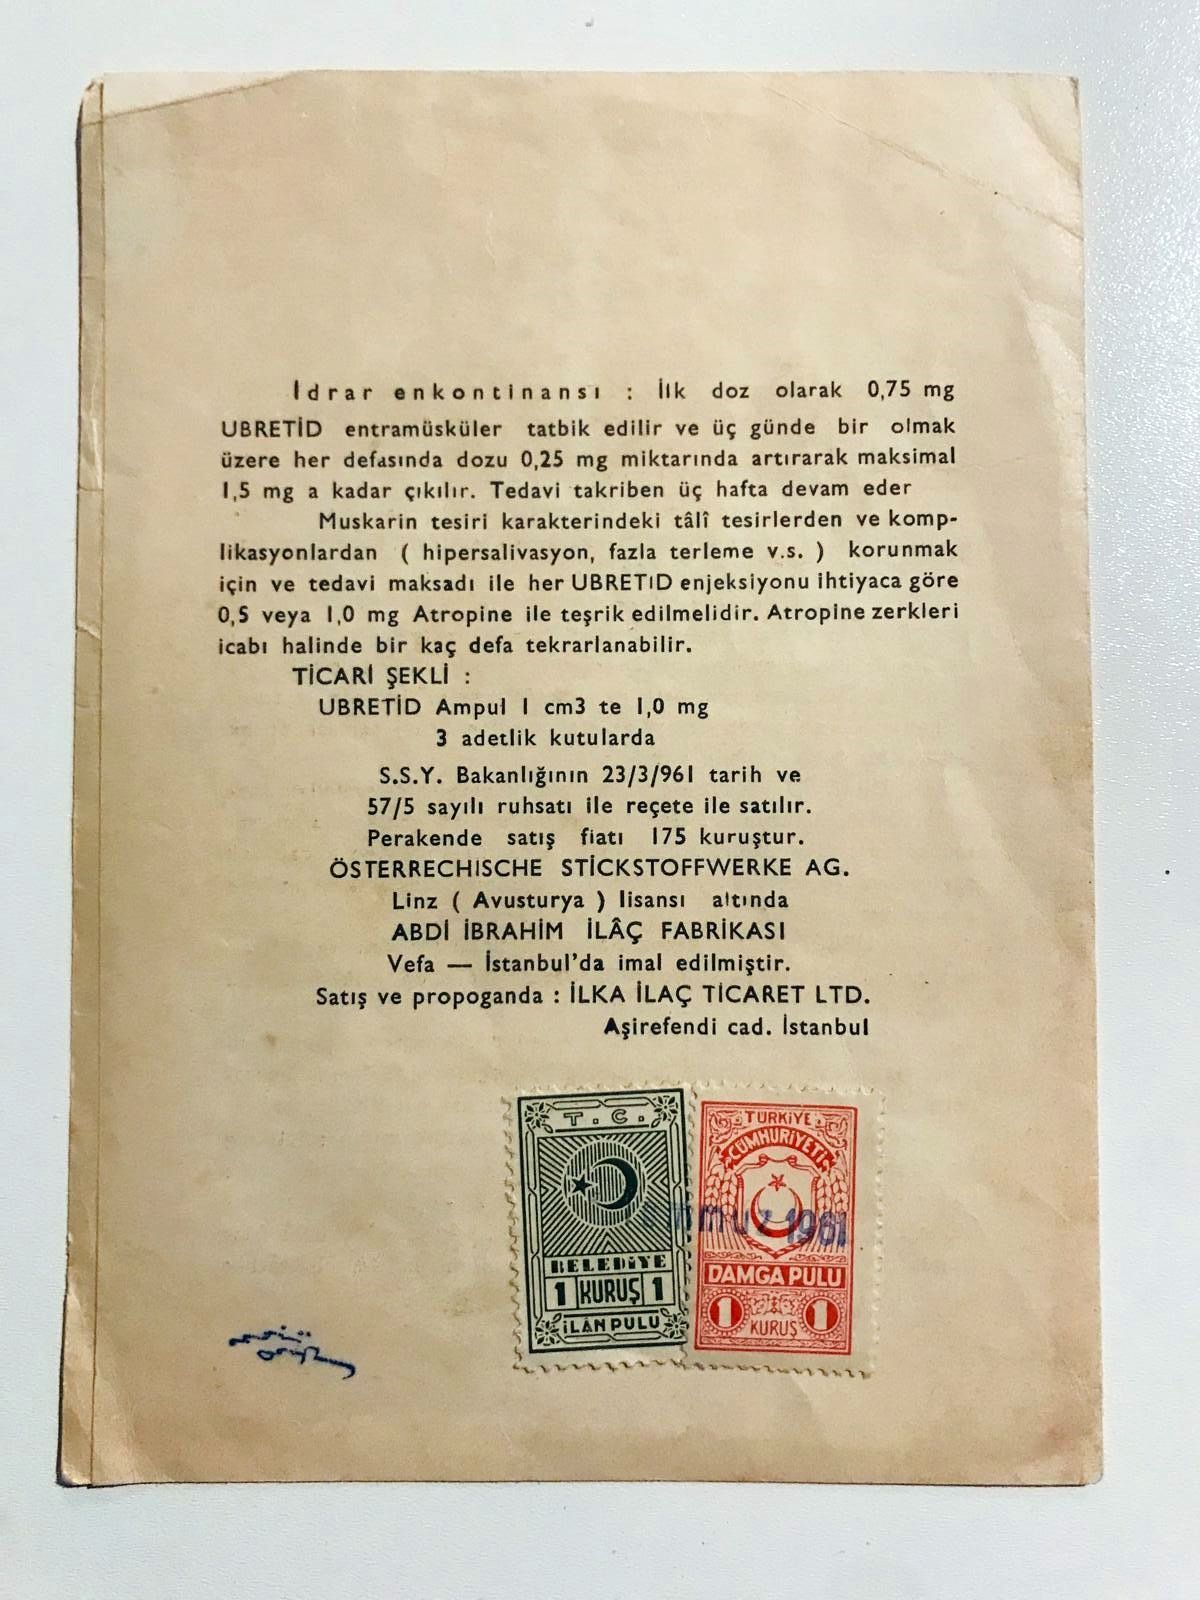 İdrar enkontinansı : İlk doz olarak 0,75 mg
UBRETİD entramüsküler tatbik edilir ve üç günde bir olmak
üzere her defasında dozu 0,25 mg miktarında artırarak maksimal
1,5 mg a kadar çıkılır. Tedavi takriben üç hafta devam eder
Muskarin tesiri karakterindeki tâlî tesirlerden ve komp-
likasyonlardan ( hipersalivasyon, fazla terleme v.s. ) korunmak
için ve tedavi maksadı ile her UBRETID enjeksiyonu ihtiyaca göre
0,5 veya 1,0 mg Atropine ile teşrik edilmelidir. Atropine zerkleri
icabı halinde bir kaç defa tekrarlanabilir.
TİCARİ ŞEKLİ :
UBRETİD Ampul 1 cm3 te 1,0 mg
3 adetlik kutularda
S.S.Y. Bakanlığının 23/3/961 tarih ve
57/5 sayılı ruhsatı ile reçete ile satılır.
Perakende satış fiatı 175 kuruştur.
ÖSTERRECHISCHE STICKSTOFFWERKE AG.
Linz ( Avusturya ) lisansı altında
ABDİ İBRAHİM İLÂÇ FABRİKASI
Vefa — İstanbul'da imal edilmiştir.
Satış ve propoganda : İLKA İLAÇ TİCARET LTD.
Aşirefendi cad. İstanbul
T. C.
BELEDİYE
1 KURUŞ 1
İLÂN PULU
TÜRKİYE
CÜMHURİYETİ
DAMGA PULU
1 KURUŞ 1
1961